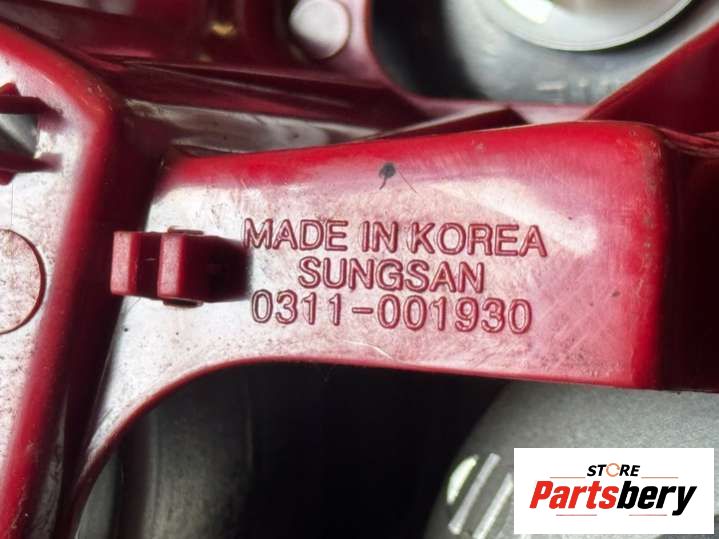 MADE IN KOREA
SUNGSAN
0311-001930
STORE
Partsbery